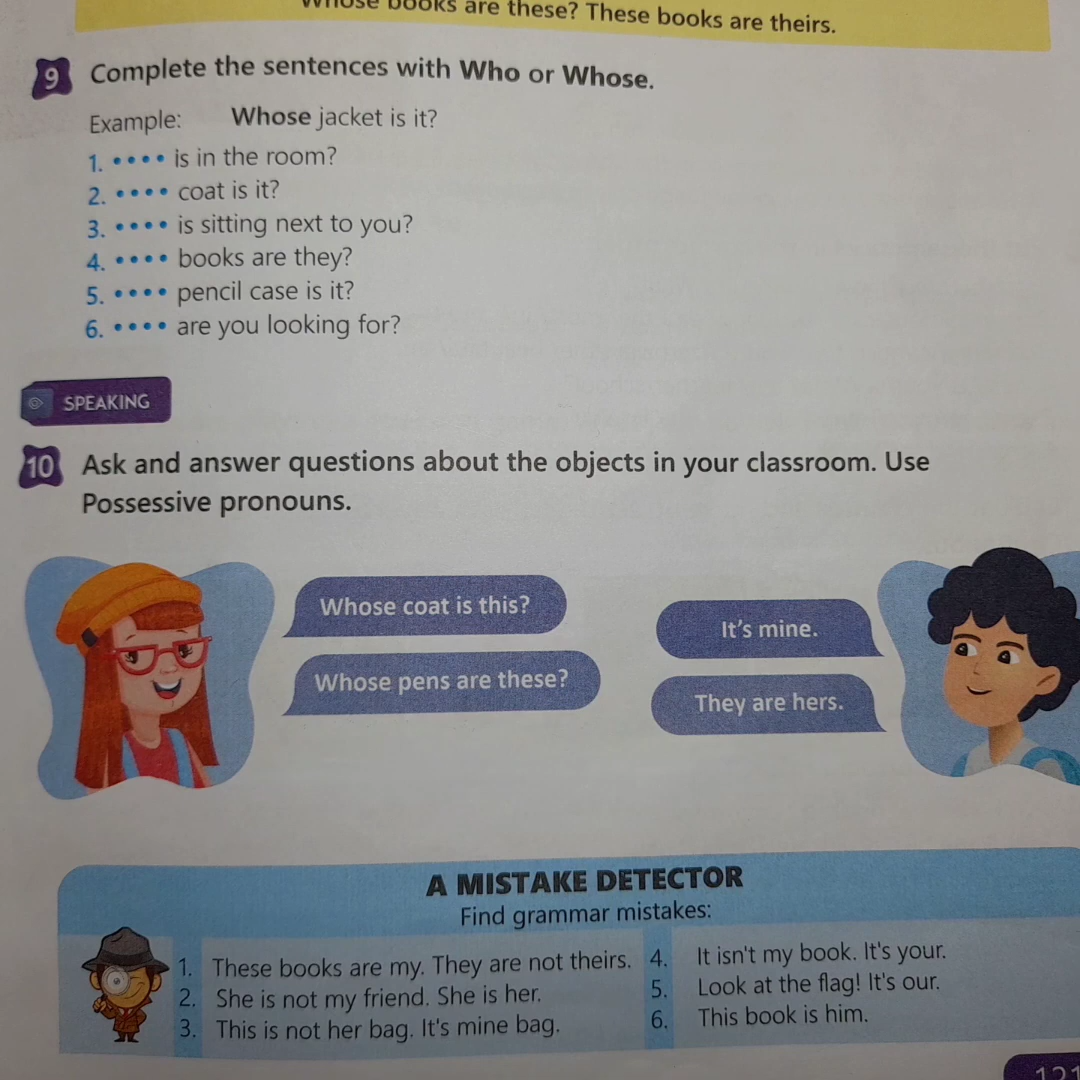 Whose books are these? These books are theirs.
9 Complete the sentences with Who or Whose.
Example: Whose jacket is it?
1. •••• is in the room?
2. •••• coat is it?
3. •••• is sitting next to you?
4. •••• books are they?
5. •••• pencil case is it?
6. •••• are you looking for?
SPEAKING
10 Ask and answer questions about the objects in your classroom. Use
Possessive pronouns.
Whose coat is this?
It's mine.
Whose pens are these?
They are hers.
A MISTAKE DETECTOR
Find grammar mistakes:
1. These books are my. They are not theirs.
2. She is not my friend. She is her.
3. This is not her bag. It's mine bag.
4. It isn't my book. It's your.
5. Look at the flag! It's our.
6. This book is him.
121